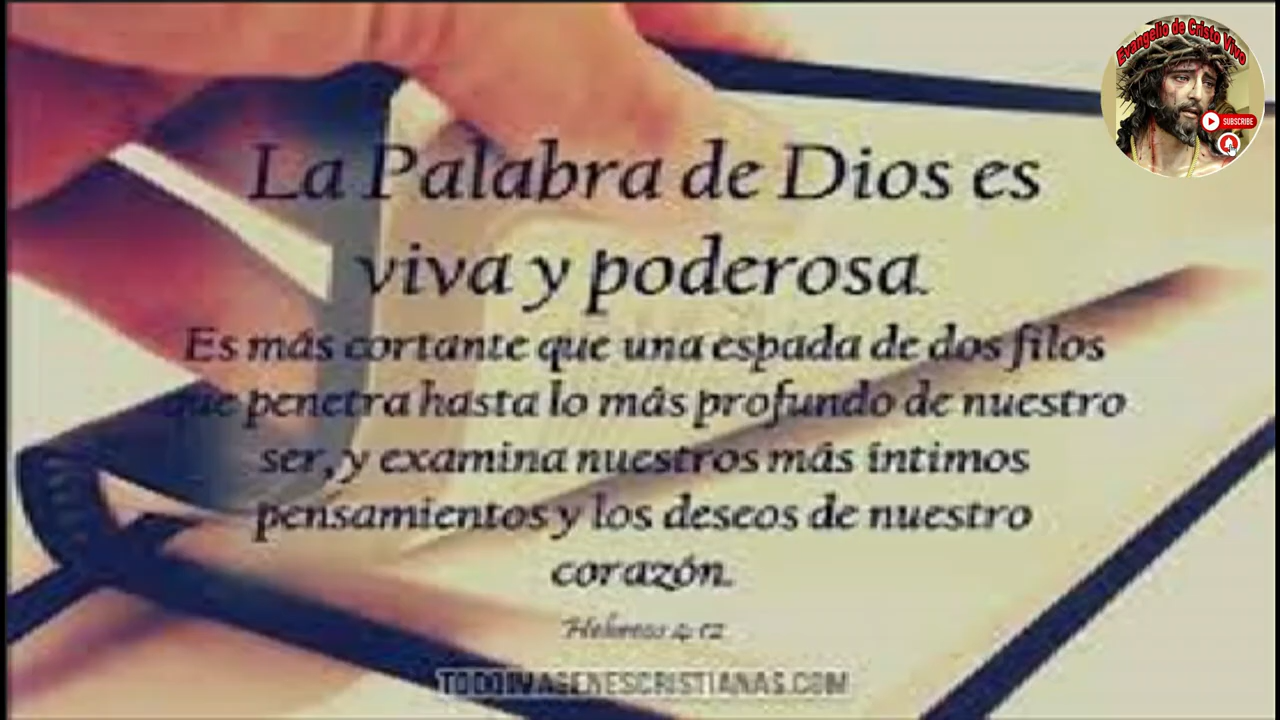 Evangelio de Cristo Vivo
SUBSCRIBE
La Palabra de Dios es
viva y poderosa.
Es más cortante que una espada de dos filos
que penetra hasta lo más profundo de nuestro
ser, y examina nuestros más íntimos
pensamientos y los deseos de nuestro
corazón.
Hebreos 4:12
TODOIMAGENESCRISTIANAS.COM